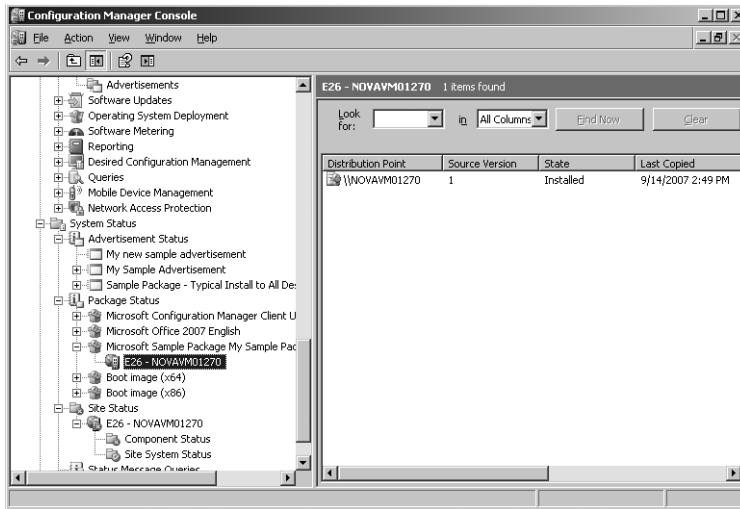 Configuration Manager Console
File Action View Window Help
Advertisements
Software Updates
Operating System Deployment
Software Metering
Reporting
Desired Configuration Management
Queries
Mobile Device Management
Network Access Protection
System Status
Advertisement Status
My new sample advertisement
My Sample Advertisement
Sample Package - Typical Install to All Des
Package Status
Microsoft Configuration Manager Client U
Microsoft Office 2007 English
Microsoft Sample Package My Sample Pac
E26 - NOVAVM01270
Boot image (x64)
Boot image (x86)
Site Status
E26 - NOVAVM01270
Component Status
Site System Status
Status Message Queries
E26 - NOVAVM01270 1 items found
Look for: in All Columns Find Now Clear
Distribution Point Source Version State Last Copied
\\NOVAVM01270 1 Installed 9/14/2007 2:49 PM